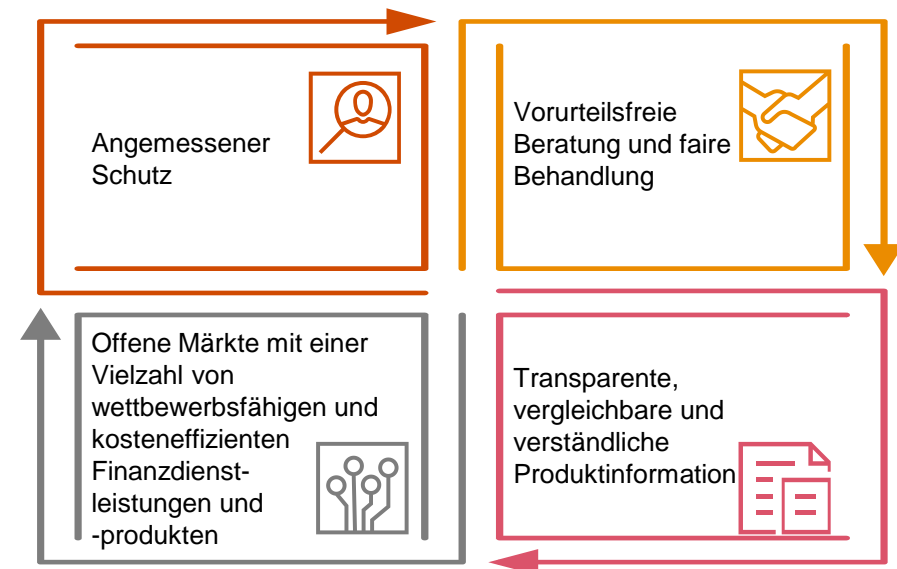 Angemessener
Schutz
Vorurteilsfreie
Beratung und faire
Behandlung
Offene Märkte mit einer
Vielzahl von
wettbewerbsfähigen und
kosteneffizienten
Finanzdienst-
leistungen und
-produkten
Transparente,
vergleichbare und
verständliche
Produktinformation